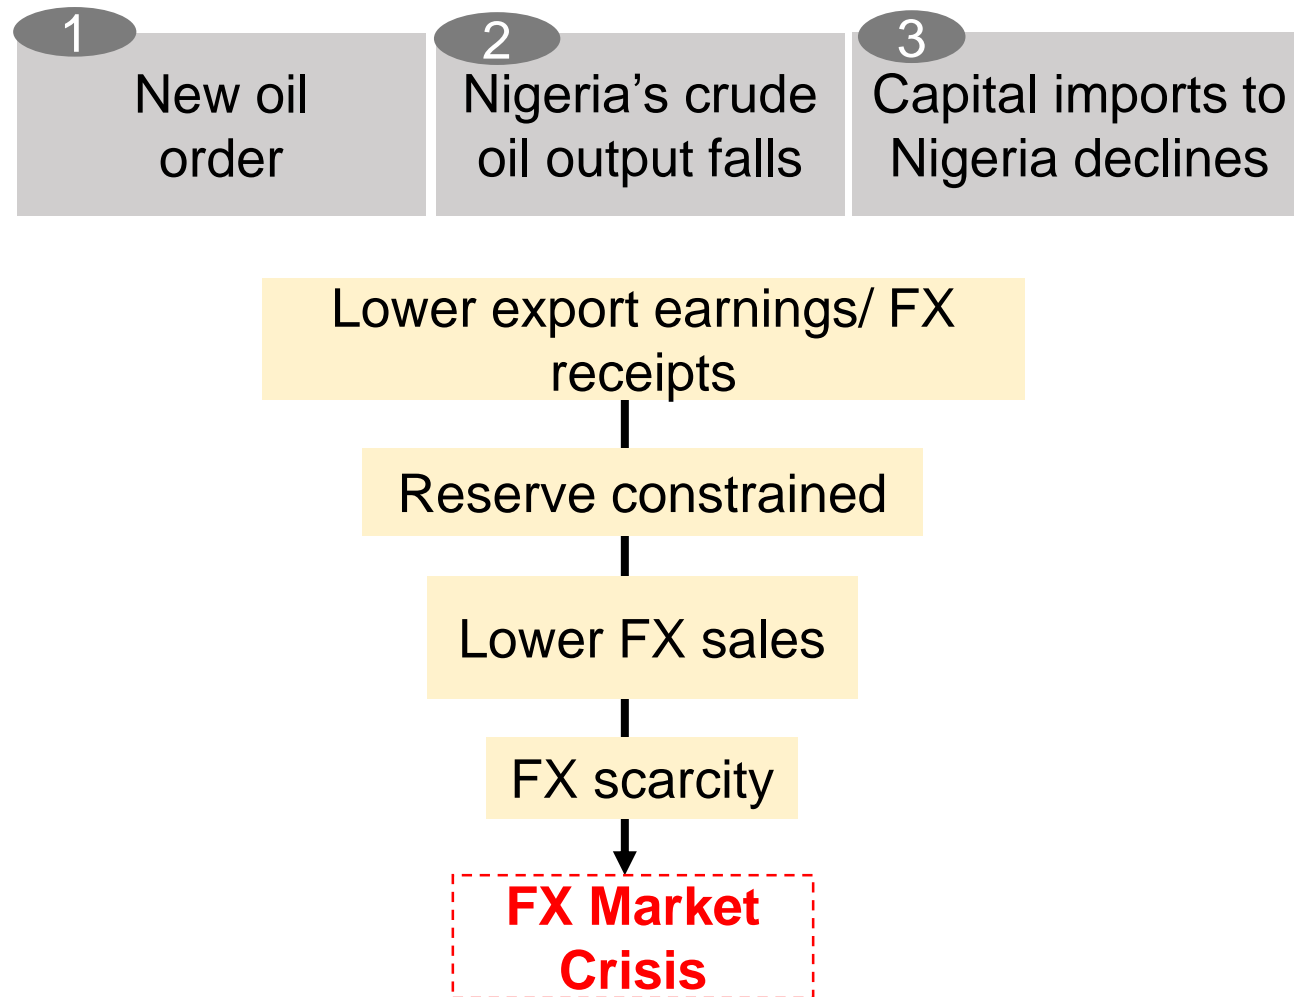 1
New oil
order
2
Nigeria’s crude
oil output falls
3
Capital imports to
Nigeria declines
Lower export earnings/ FX
receipts
Reserve constrained
Lower FX sales
FX scarcity
FX Market
Crisis